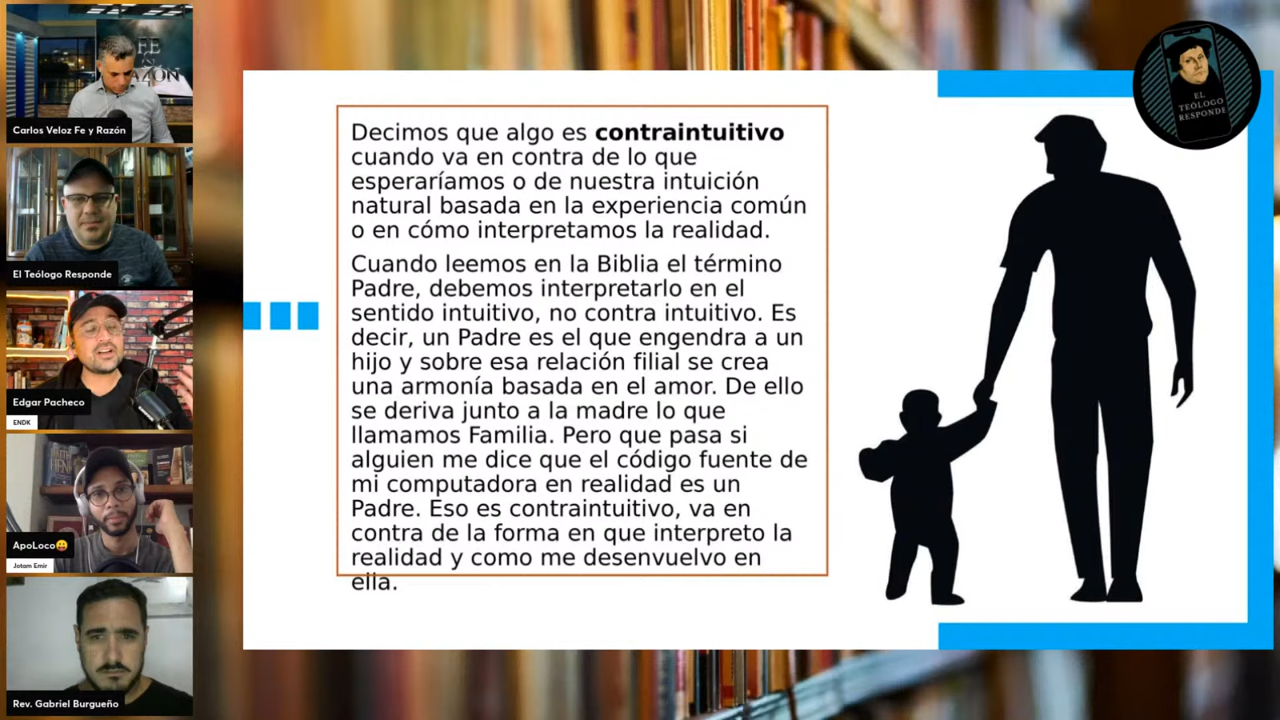 FE
RAZÓN
Carlos Veloz Fe y Razón
El Teólogo Responde
Edgar Pacheco
ENDK
ApoLoco😛
Jotam Emir
Rev. Gabriel Burgueño
Decimos que algo es contraintuitivo
cuando va en contra de lo que
esperaríamos o de nuestra intuición
natural basada en la experiencia común
o en cómo interpretamos la realidad.
Cuando leemos en la Biblia el término
Padre, debemos interpretarlo en el
sentido intuitivo, no contra intuitivo. Es
decir, un Padre es el que engendra a un
hijo y sobre esa relación filial se crea
una armonía basada en el amor. De ello
se deriva junto a la madre lo que
llamamos Familia. Pero que pasa si
alguien me dice que el código fuente de
mi computadora en realidad es un
Padre. Eso es contraintuitivo, va en
contra de la forma en que interpreto la
realidad y como me desenvuelvo en
ella.
EL
TEÓLOGO
RESPONDE